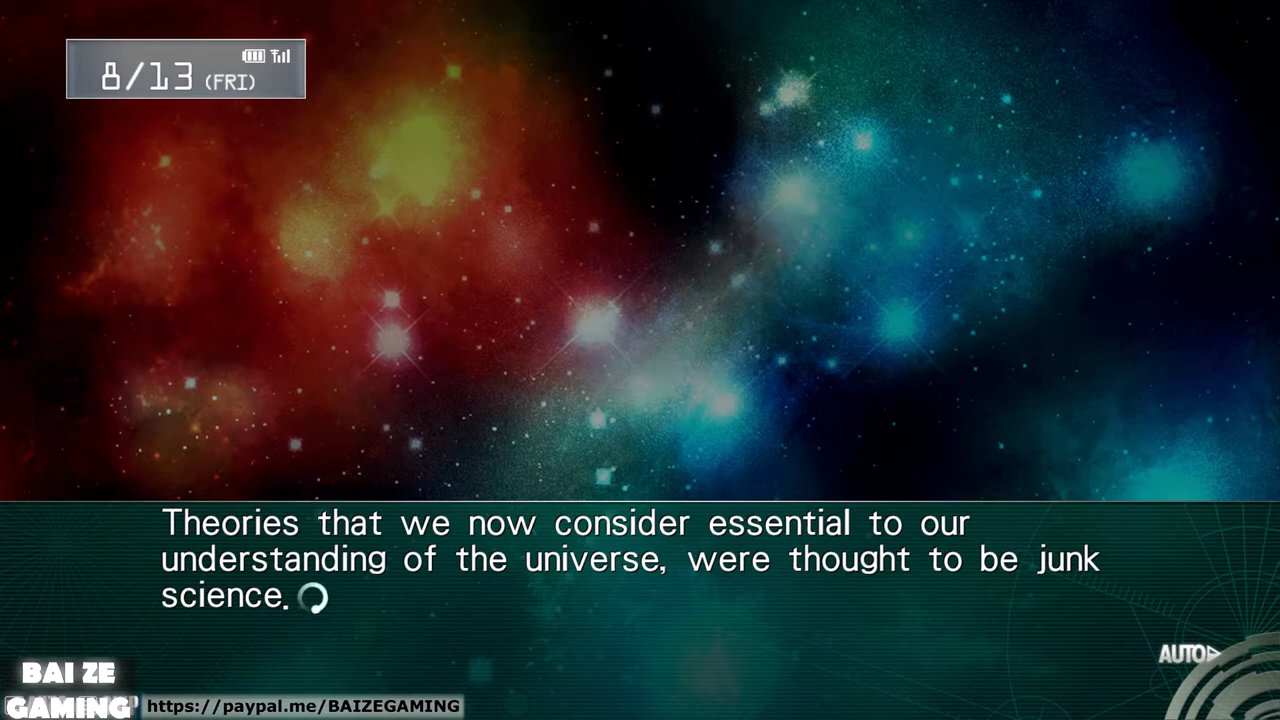 8/13 (FRI)
Theories that we now consider essential to our
understanding of the universe, were thought to be junk
science.
AUTO
BAI ZE
GAMING
https://paypal.me/BAIZEGAMING